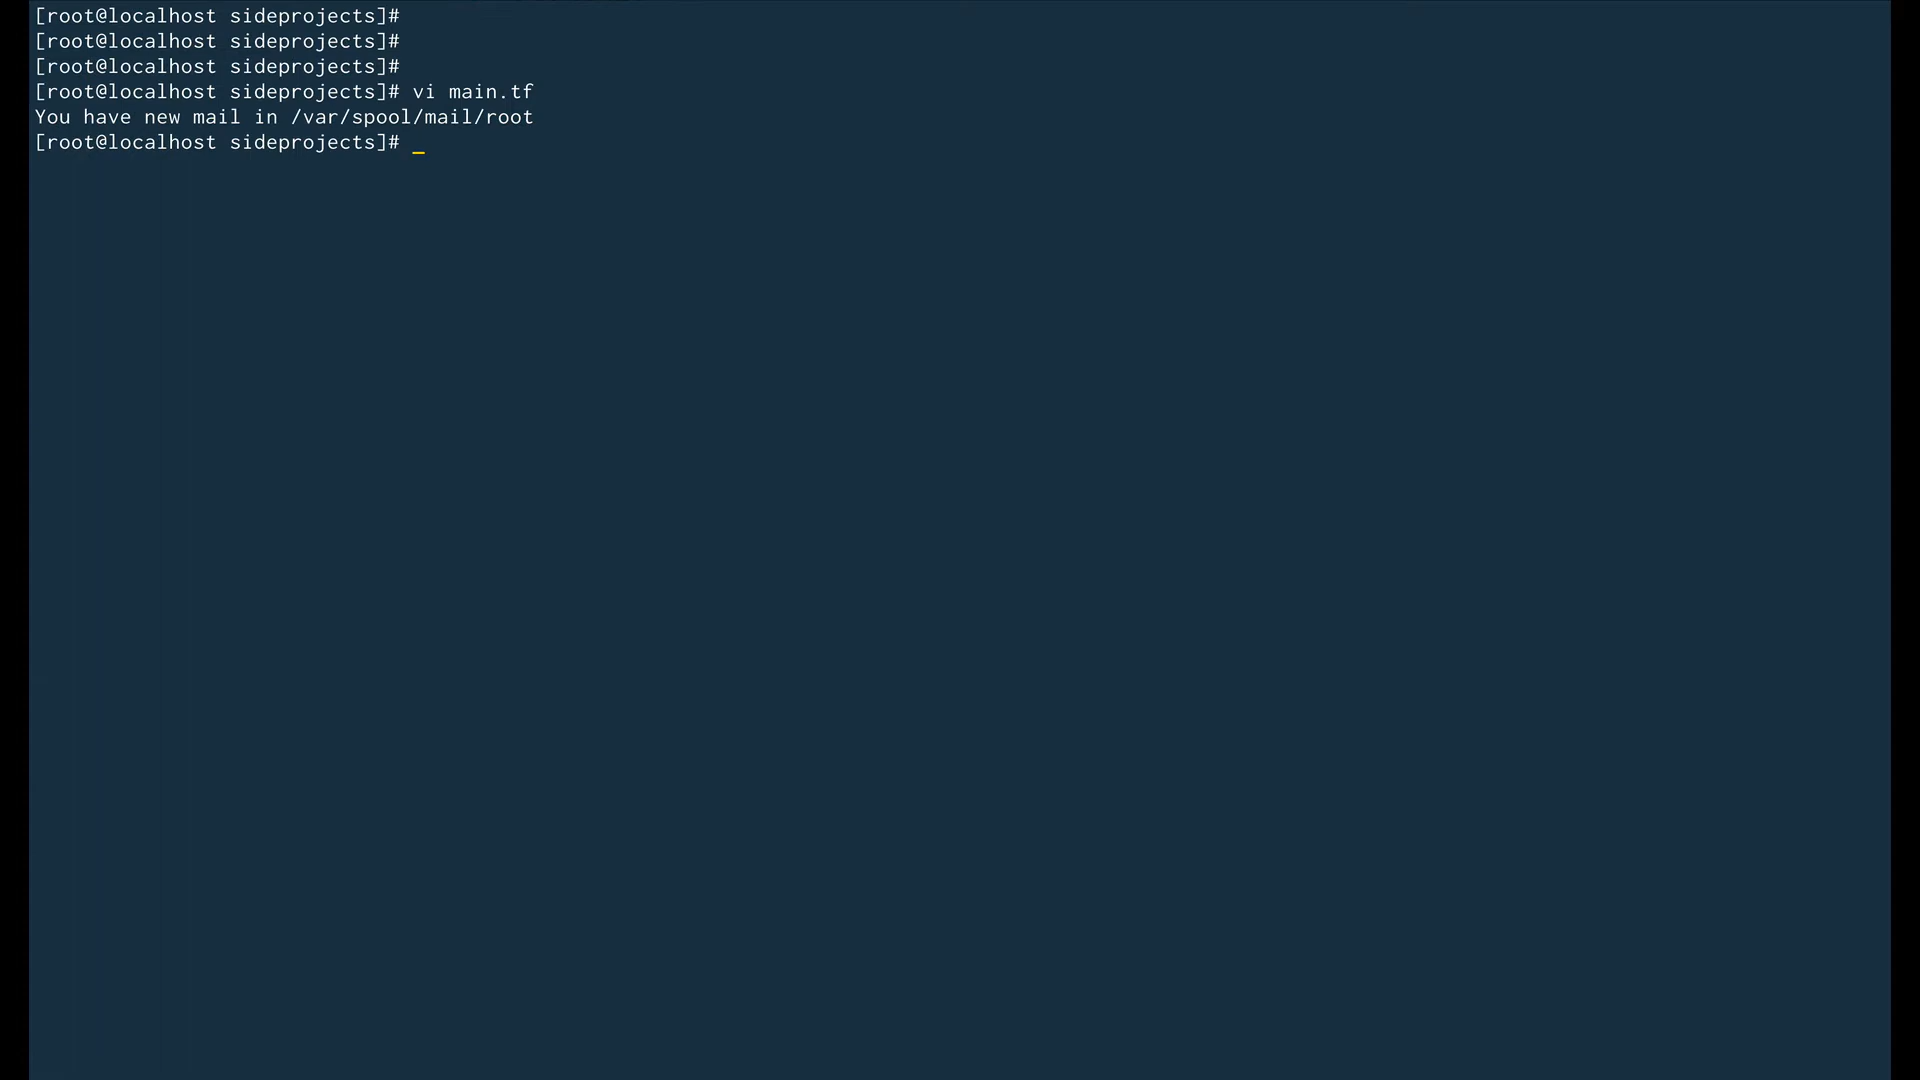 [root@localhost sideprojects]#
[root@localhost sideprojects]#
[root@localhost sideprojects]#
[root@localhost sideprojects]# vi main.tf
You have new mail in /var/spool/mail/root
[root@localhost sideprojects]# _